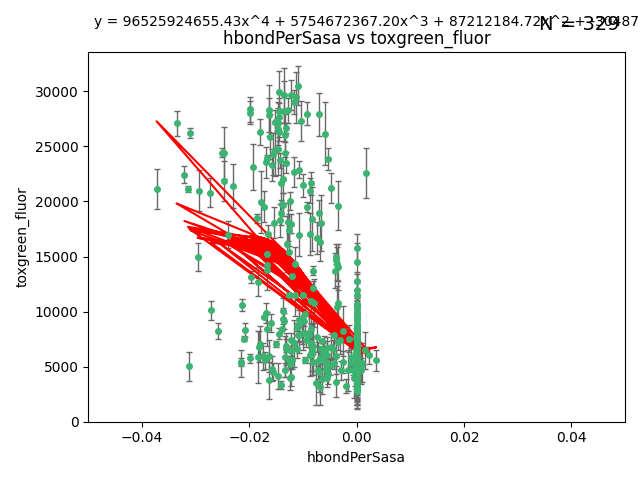 y = 96525924655.43x^4 + 5754672367.20x^3 + 87212184.72x^2 +
N = 329
hbondPerSasa vs toxgreen_fluor
toxgreen_fluor
30000
25000
20000
15000
10000
5000
0
−0.04
−0.02
0.00
0.02
0.04
hbondPerSasa